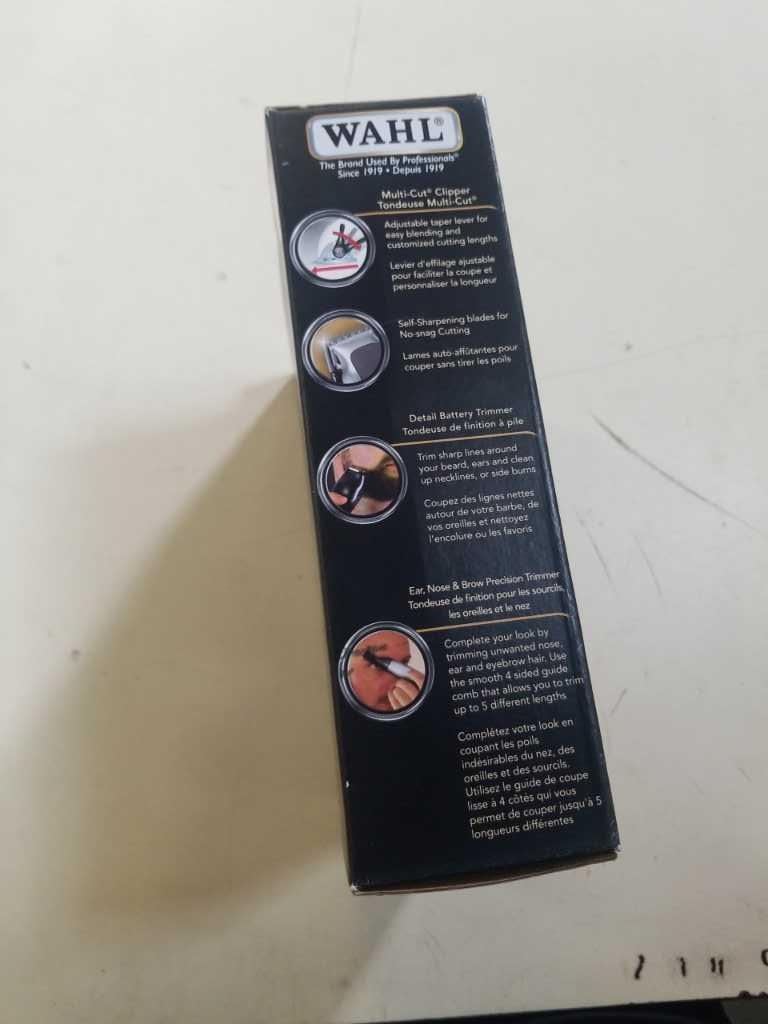 WAHL®
The Brand Used By Professionals®
Since 1919 • Depuis 1919
Multi-Cut® Clipper
Tondeuse Multi-Cut®
Adjustable taper lever for
easy blending and
customized cutting lengths
Levier d'effilage ajustable
pour faciliter la coupe et
personnaliser la longueur
Self-Sharpening blades for
No-snag Cutting
Lames auto-affûtantes pour
couper sans tirer les poils
Detail Battery Trimmer
Tondeuse de finition à pile
Trim sharp lines around
your beard, ears and clean
up necklines, or side burns
Coupez des lignes nettes
autour de votre barbe, de
vos oreilles et nettoyez
l'encolure ou les favoris
Ear, Nose & Brow Precision Trimmer
Tondeuse de finition pour les sourcils,
les oreilles et le nez
Complete your look by
trimming unwanted nose,
ear and eyebrow hair. Use
the smooth 4 sided guide
comb that allows you to trim
up to 5 different lengths
Complétez votre look en
coupant les poils
indésirables du nez, des
oreilles et des sourcils.
Utilisez le guide de coupe
lisse à 4 côtés qui vous
permet de couper jusqu'à 5
longueurs différentes